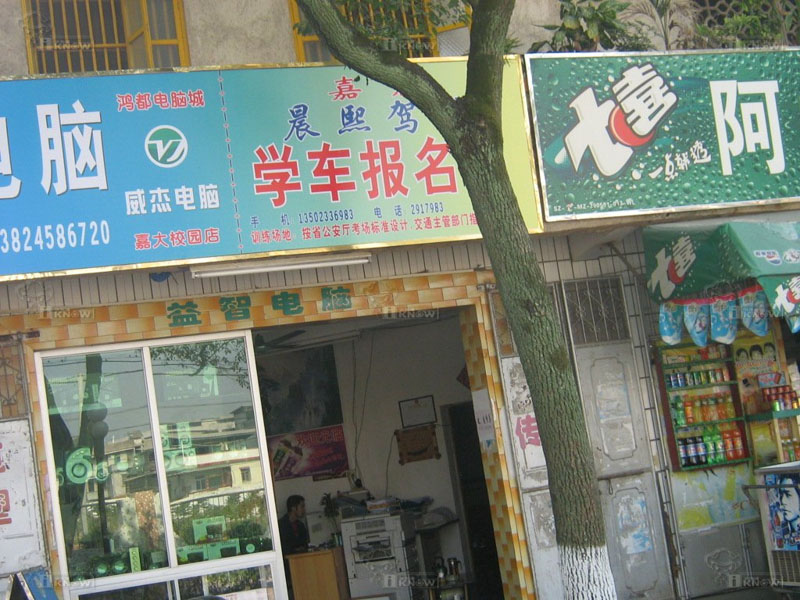 电脑
鸿都电脑城
威杰电脑
3824586720
嘉大校园店
嘉
晨熙驾
学车报名
手 机 13502336983 电 话 2917983
训练场地 按省公安厅考场标准设计 交通主管部门指
七喜
一点就透
阿
益智电脑
七喜